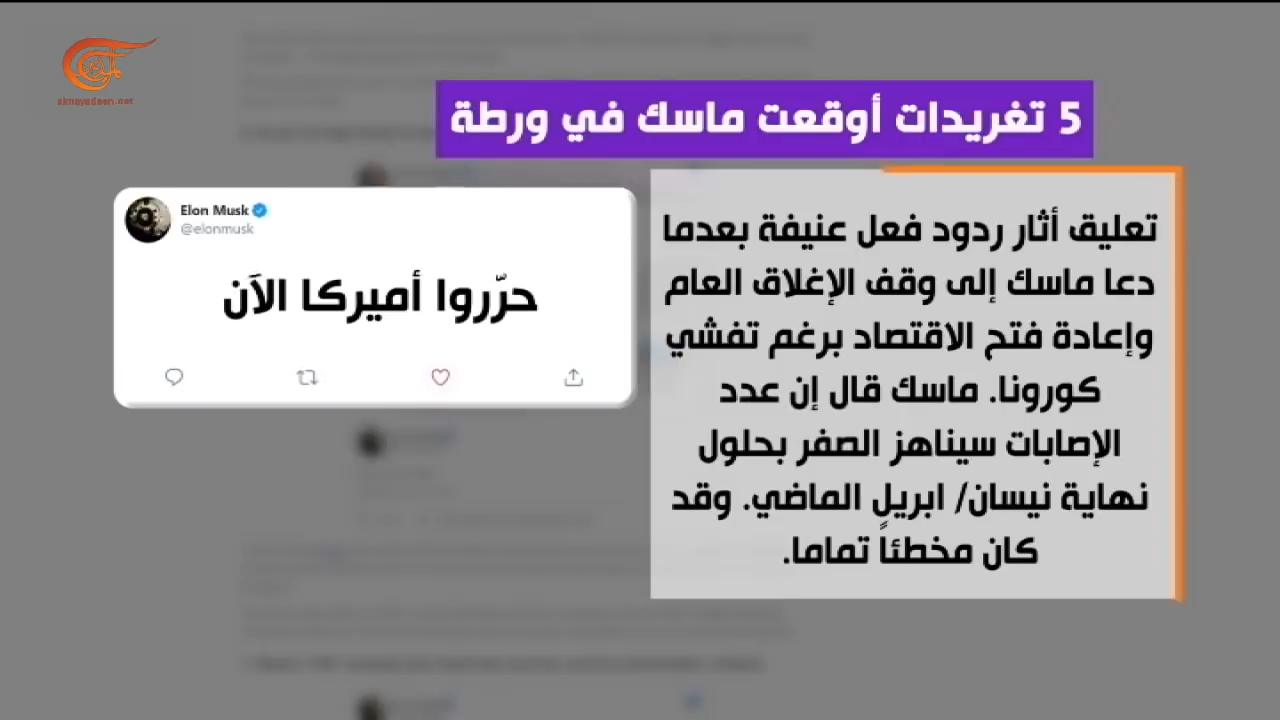 almayadeen.net
5 تغريدات أوقعت ماسك في ورطة
تعليق أثار ردود فعل عنيفة بعدما
دعا ماسك إلى وقف الإغلاق العام
وإعادة فتح الاقتصاد برغم تفشي
كورونا. ماسك قال إن عدد
الإصابات سيناهز الصفر بحلول
نهاية نيسان/ ابريل الماضي. وقد
كان مخطئاً تماما.
Elon Musk
@elonmusk
حرّروا أميركا الآن